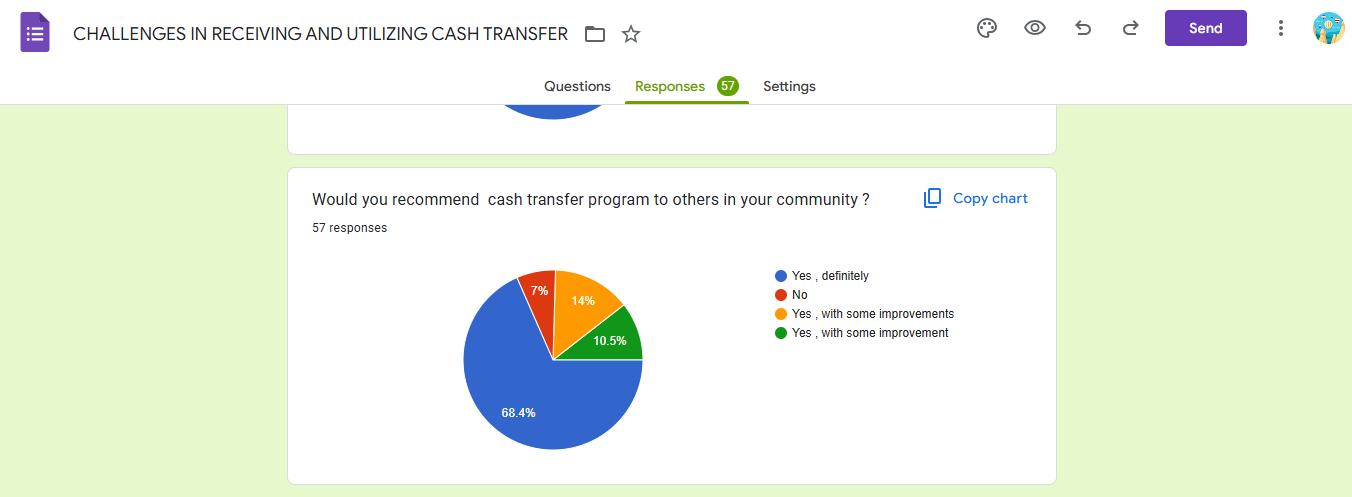 CHALLENGES IN RECEIVING AND UTILIZING CASH TRANSFER
Send
Questions
Responses 57
Settings
Would you recommend  cash transfer program to others in your community ?
Copy chart
57 responses
7%
14%
10.5%
68.4%
Yes , definitely
No
Yes , with some improvements
Yes , with some improvement